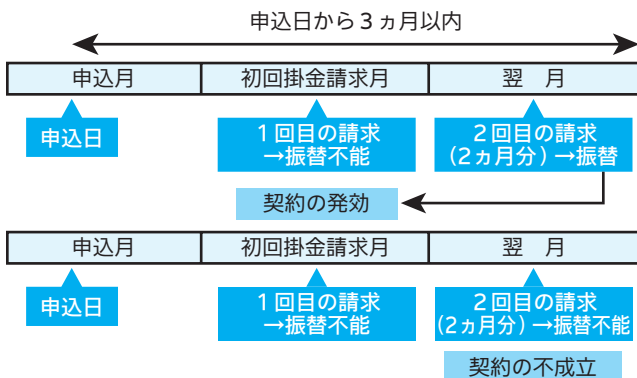 申込日から3ヵ月以内
申込月 初回掛金請求月 翌 月
申込日
1回目の請求
→振替不能
2回目の請求
(2ヵ月分)→振替
契約の発効
申込月 初回掛金請求月 翌 月
申込日
1回目の請求
→振替不能
2回目の請求
(2ヵ月分)→振替不能
契約の不成立